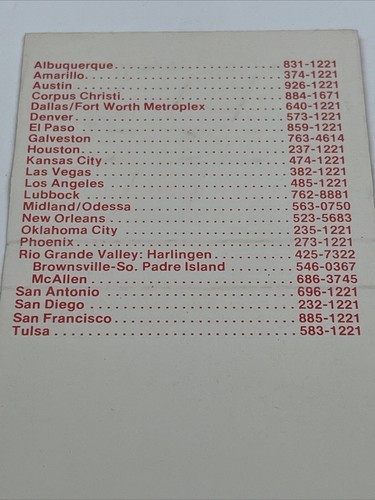 Albuquerque . . . . . . . . . . . . . . . . . . . . . . 831-1221
Amarillo. . . . . . . . . . . . . . . . . . . . . . . . . 374-1221
Austin . . . . . . . . . . . . . . . . . . . . . . . . . . 926-1221
Corpus Christi. . . . . . . . . . . . . . . . . . . . . 884-1671
Dallas/Fort Worth Metroplex . . . . . . . . . . 640-1221
Denver. . . . . . . . . . . . . . . . . . . . . . . . . . 573-1221
El Paso . . . . . . . . . . . . . . . . . . . . . . . . . 859-1221
Galveston . . . . . . . . . . . . . . . . . . . . . . . 763-4614
Houston. . . . . . . . . . . . . . . . . . . . . . . . . 237-1221
Kansas City. . . . . . . . . . . . . . . . . . . . . . . 474-1221
Las Vegas . . . . . . . . . . . . . . . . . . . . . . . 382-1221
Los Angeles . . . . . . . . . . . . . . . . . . . . . . 485-1221
Lubbock . . . . . . . . . . . . . . . . . . . . . . . . 762-8881
Midland/Odessa . . . . . . . . . . . . . . . . . . . 563-0750
New Orleans . . . . . . . . . . . . . . . . . . . . . . 523-5683
Oklahoma City . . . . . . . . . . . . . . . . . . . . 235-1221
Phoenix . . . . . . . . . . . . . . . . . . . . . . . . . 273-1221
Rio Grande Valley: Harlingen . . . . . . . . . . 425-7322
Brownsville-So. Padre Island . . . . . . . . 546-0367
McAllen . . . . . . . . . . . . . . . . . . . . . . . . 686-3745
San Antonio . . . . . . . . . . . . . . . . . . . . . . 696-1221
San Diego . . . . . . . . . . . . . . . . . . . . . . . 232-1221
San Francisco . . . . . . . . . . . . . . . . . . . . . 885-1221
Tulsa . . . . . . . . . . . . . . . . . . . . . . . . . . . 583-1221